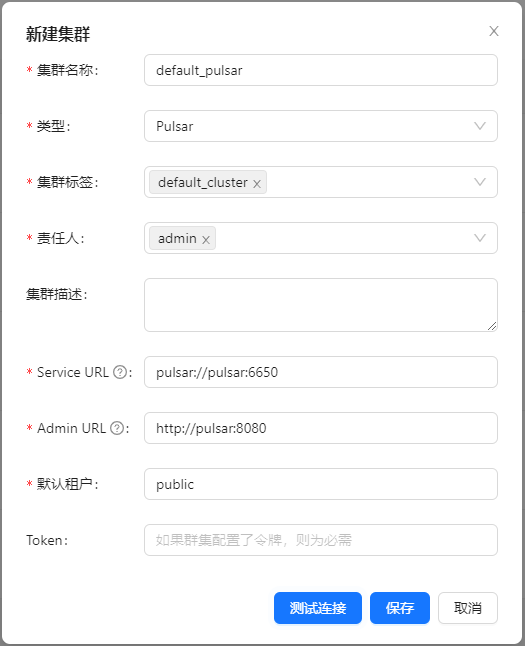 新建集群
* 集群名称: default_pulsar
* 类型: Pulsar
* 集群标签: default_cluster ×
* 责任人: admin ×
集群描述:
* Service URL ?: pulsar://pulsar:6650
* Admin URL ?: http://pulsar:8080
* 默认租户: public
Token: 如果群集配置了令牌，则为必需
测试连接 保存 取消